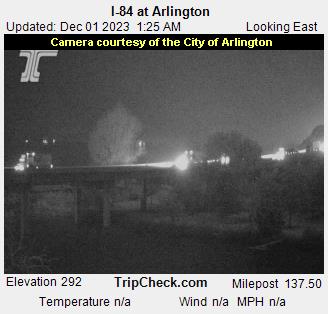 I-84 at Arlington
Updated: Dec 01 2023 1:25 AM Looking East
Camera courtesy of the City of Arlington
Elevation 292 TripCheck.com Milepost 137.50
Temperature n/a Wind n/a MPH n/a